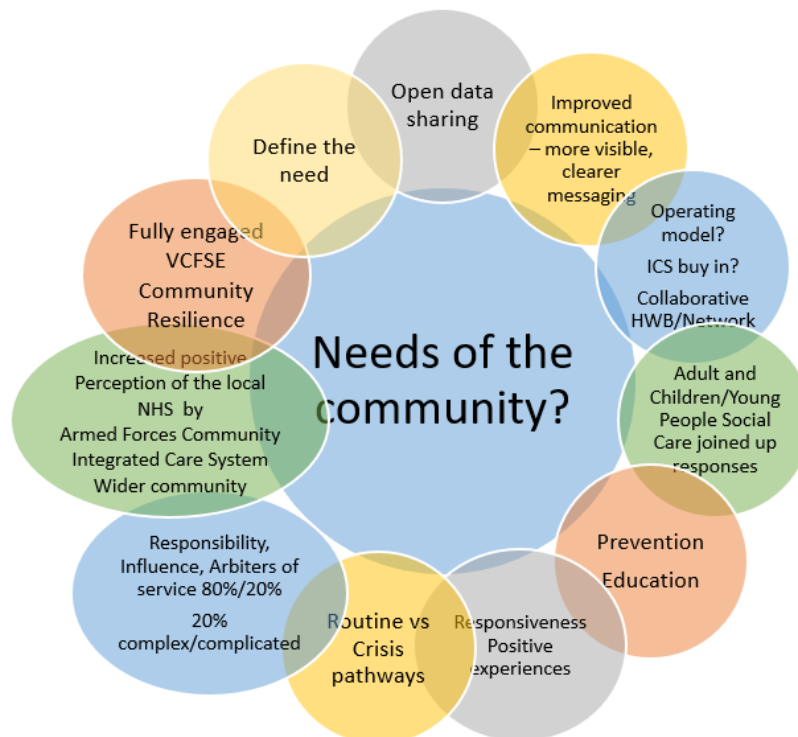 Open data
sharing
Improved
communication
– more visible,
clearer
messaging
Operating
model?
ICS buy in?
Collaborative
HWB/Network
Adult and
Children/Young
People Social
Care joined up
responses
Prevention
Education
Responsiveness
Positive
experiences
Routine vs
Crisis
pathways
Responsibility,
Influence, Arbiters of
service 80%/20%
20%
complex/complicated
Increased positive
Perception of the local
NHS by
Armed Forces Community
Integrated Care System
Wider community
Fully engaged
VCFSE
Community
Resilience
Define the
need
Needs of the
community?